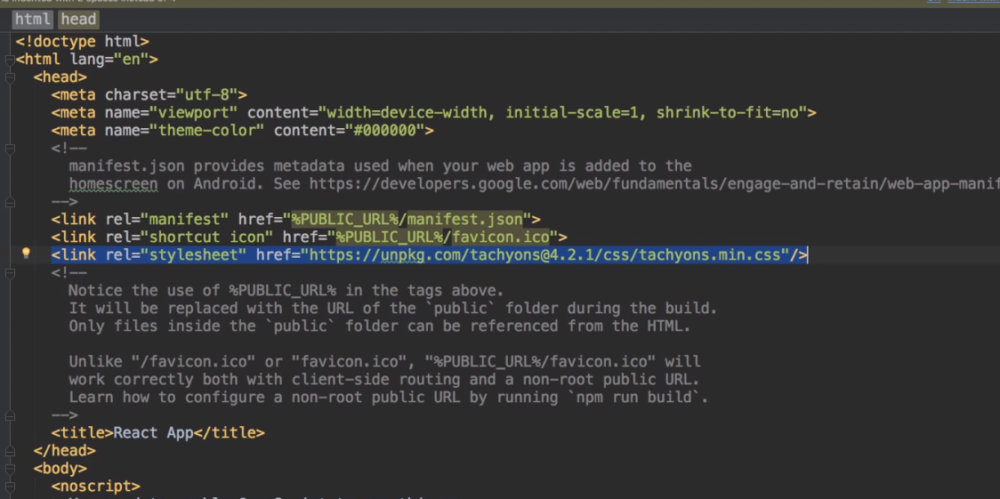 is indented with 2 spaces instead of 4
html head
<!doctype html>
<html lang="en">
<head>
<meta charset="utf-8">
<meta name="viewport" content="width=device-width, initial-scale=1, shrink-to-fit=no">
<meta name="theme-color" content="#000000">
<!--
manifest.json provides metadata used when your web app is added to the
homescreen on Android. See https://developers.google.com/web/fundamentals/engage-and-retain/web-app-manif
-->
<link rel="manifest" href="%PUBLIC_URL%/manifest.json">
<link rel="shortcut icon" href="%PUBLIC_URL%/favicon.ico">
<link rel="stylesheet" href="https://unpkg.com/tachyons@4.2.1/css/tachyons.min.css"/>
<!--
Notice the use of %PUBLIC_URL% in the tags above.
It will be replaced with the URL of the `public` folder during the build.
Only files inside the `public` folder can be referenced from the HTML.
Unlike "/favicon.ico" or "favicon.ico", "%PUBLIC_URL%/favicon.ico" will
work correctly both with client-side routing and a non-root public URL.
Learn how to configure a non-root public URL by running `npm run build`.
-->
<title>React App</title>
</head>
<body>
<noscript>